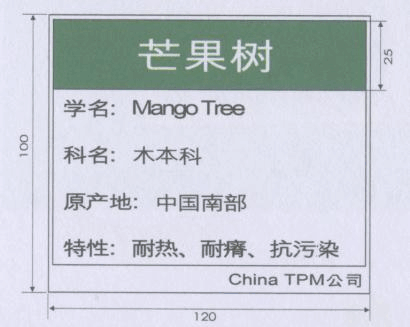 芒果树
25
学名: Mango Tree
100
科名: 木本科
原产地: 中国南部
特性: 耐热、耐瘠、抗污染
China TPM公司
120